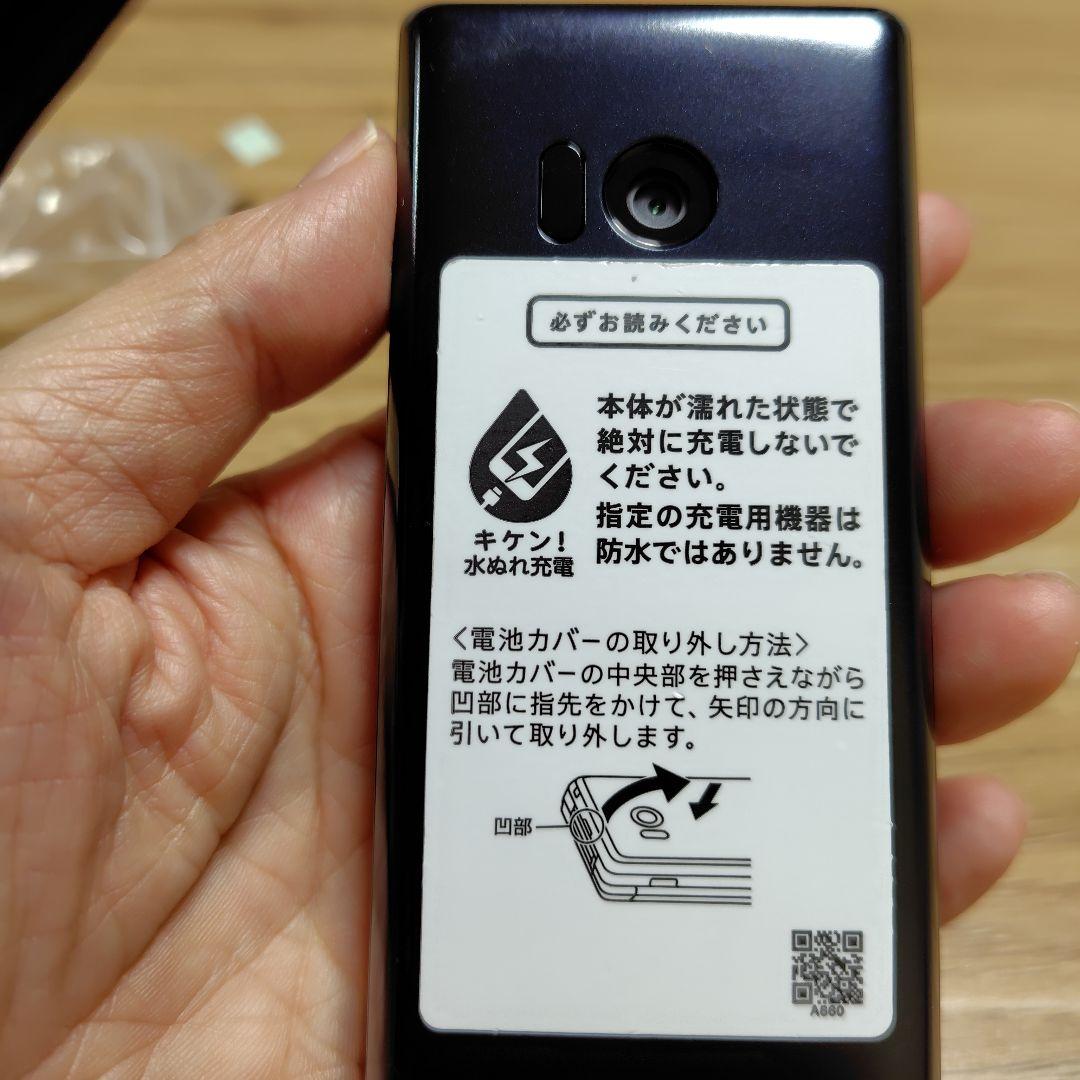 必ずお読みください
本体が濡れた状態で
絶対に充電しないで
ください。
指定の充電用機器は
防水ではありません。
キケン!
水ぬれ充電
〈電池カバーの取り外し方法〉
電池カバーの中央部を押さえながら
凹部に指先をかけて、矢印の方向に
引いて取り外します。
凹部
A860